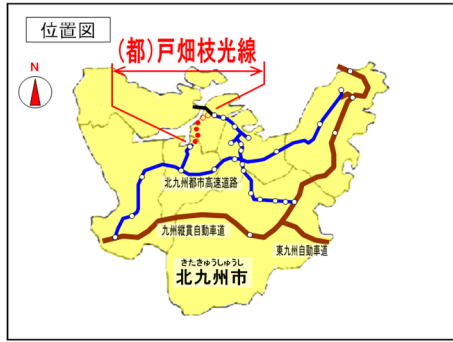 位置図
(都)戸畑枝光線
N
北九州都市高速道路
九州縦貫自動車道
東九州自動車道
きたきゅうしゅうし
北九州市